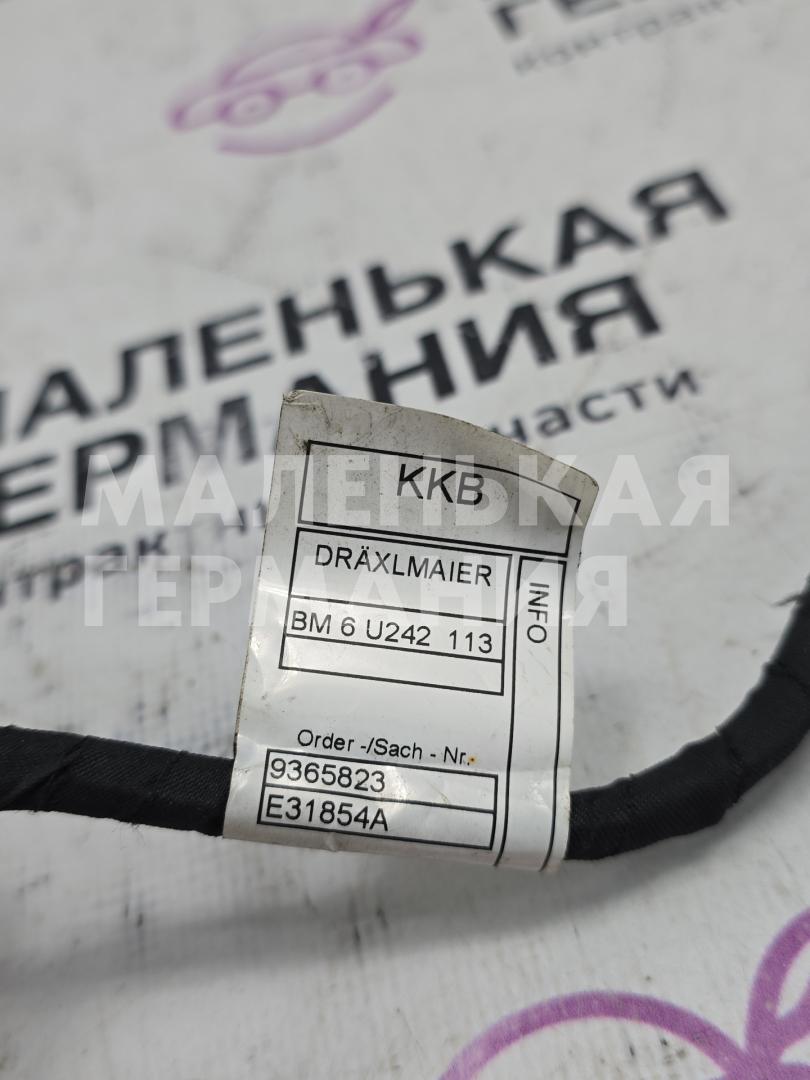 МАЛЕНЬКАЯ
ГЕРМАНИЯ
KKB
DRÄXLMAIER
BM 6 U242 113
INFO
Order -/Sach - Nr.
9365823
E31854A
МАЛЕНЬКАЯ
ГЕРМАНИЯ